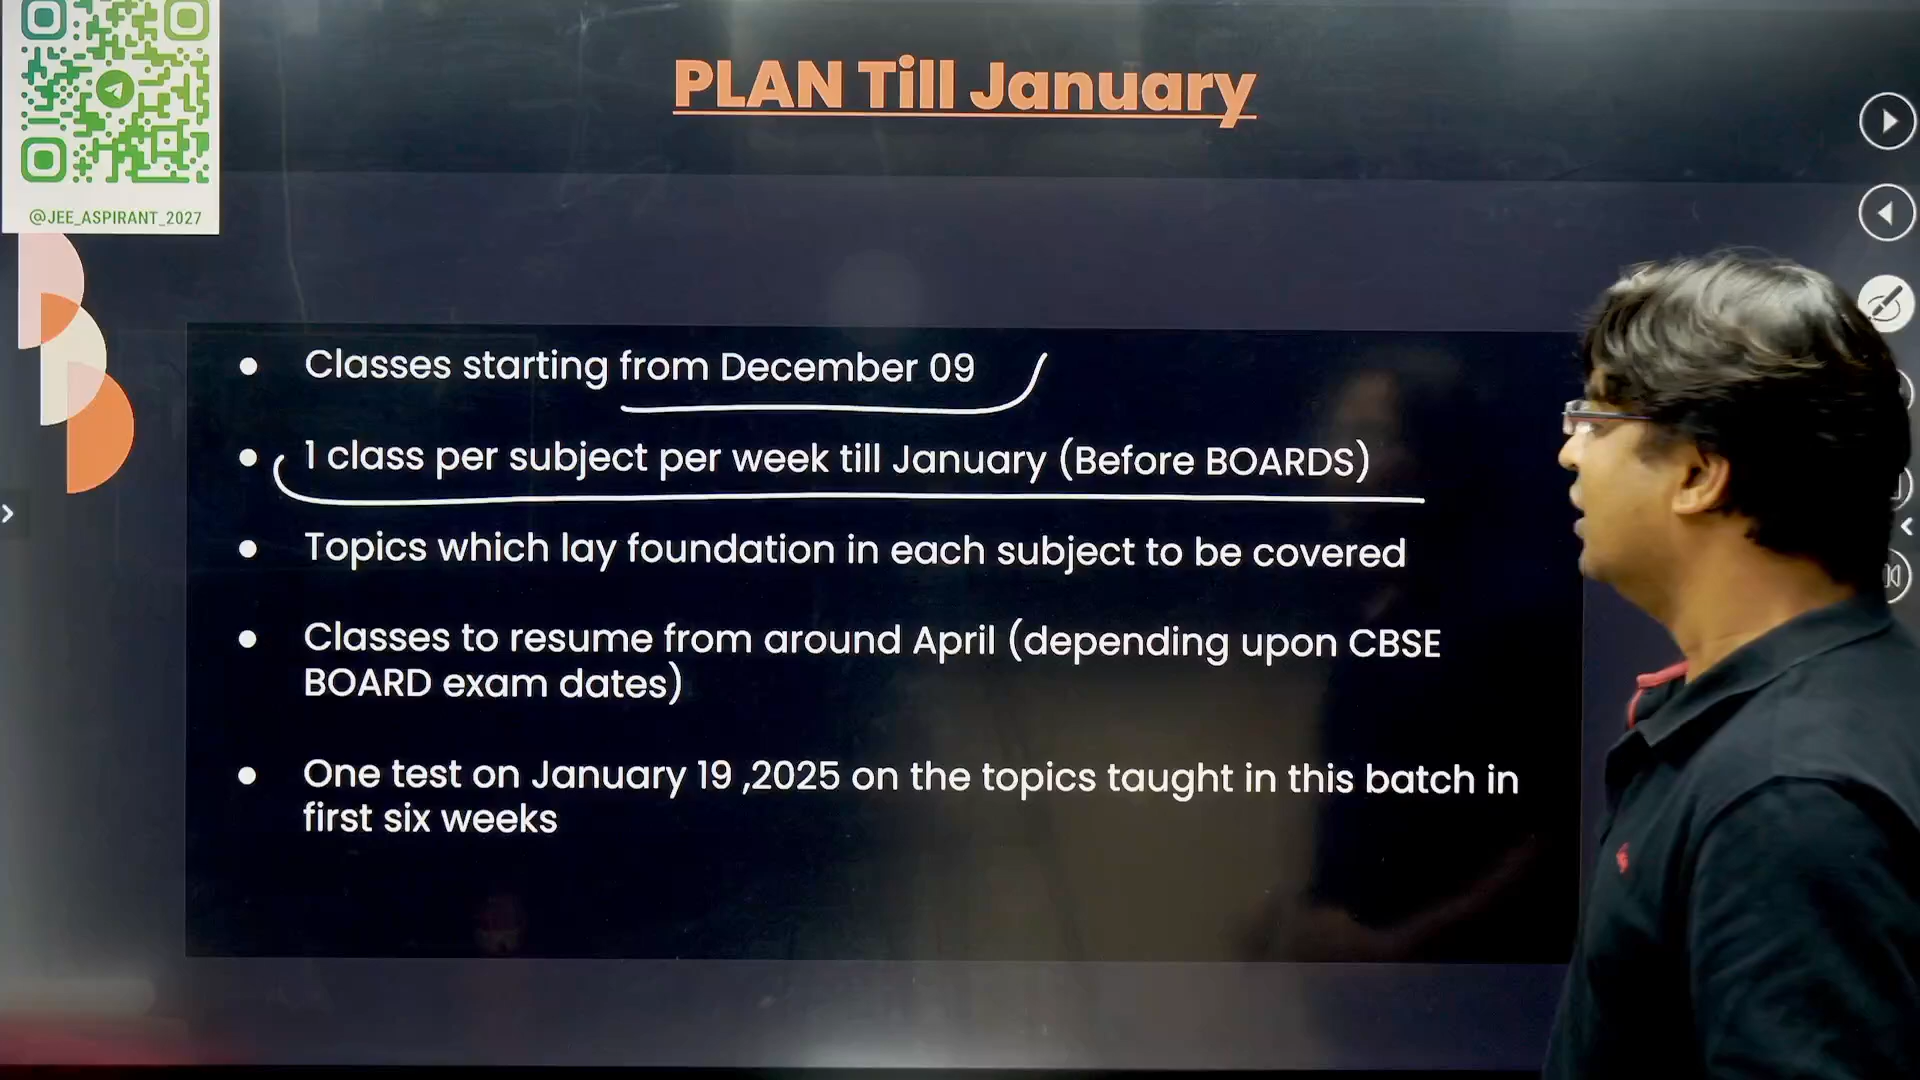 @JEE_ASPIRANT_2027
PLAN Till January
Classes starting from December 09
1 class per subject per week till January (Before BOARDS)
Topics which lay foundation in each subject to be covered
Classes to resume from around April (depending upon CBSE
BOARD exam dates)
One test on January 19 ,2025 on the topics taught in this batch in
first six weeks